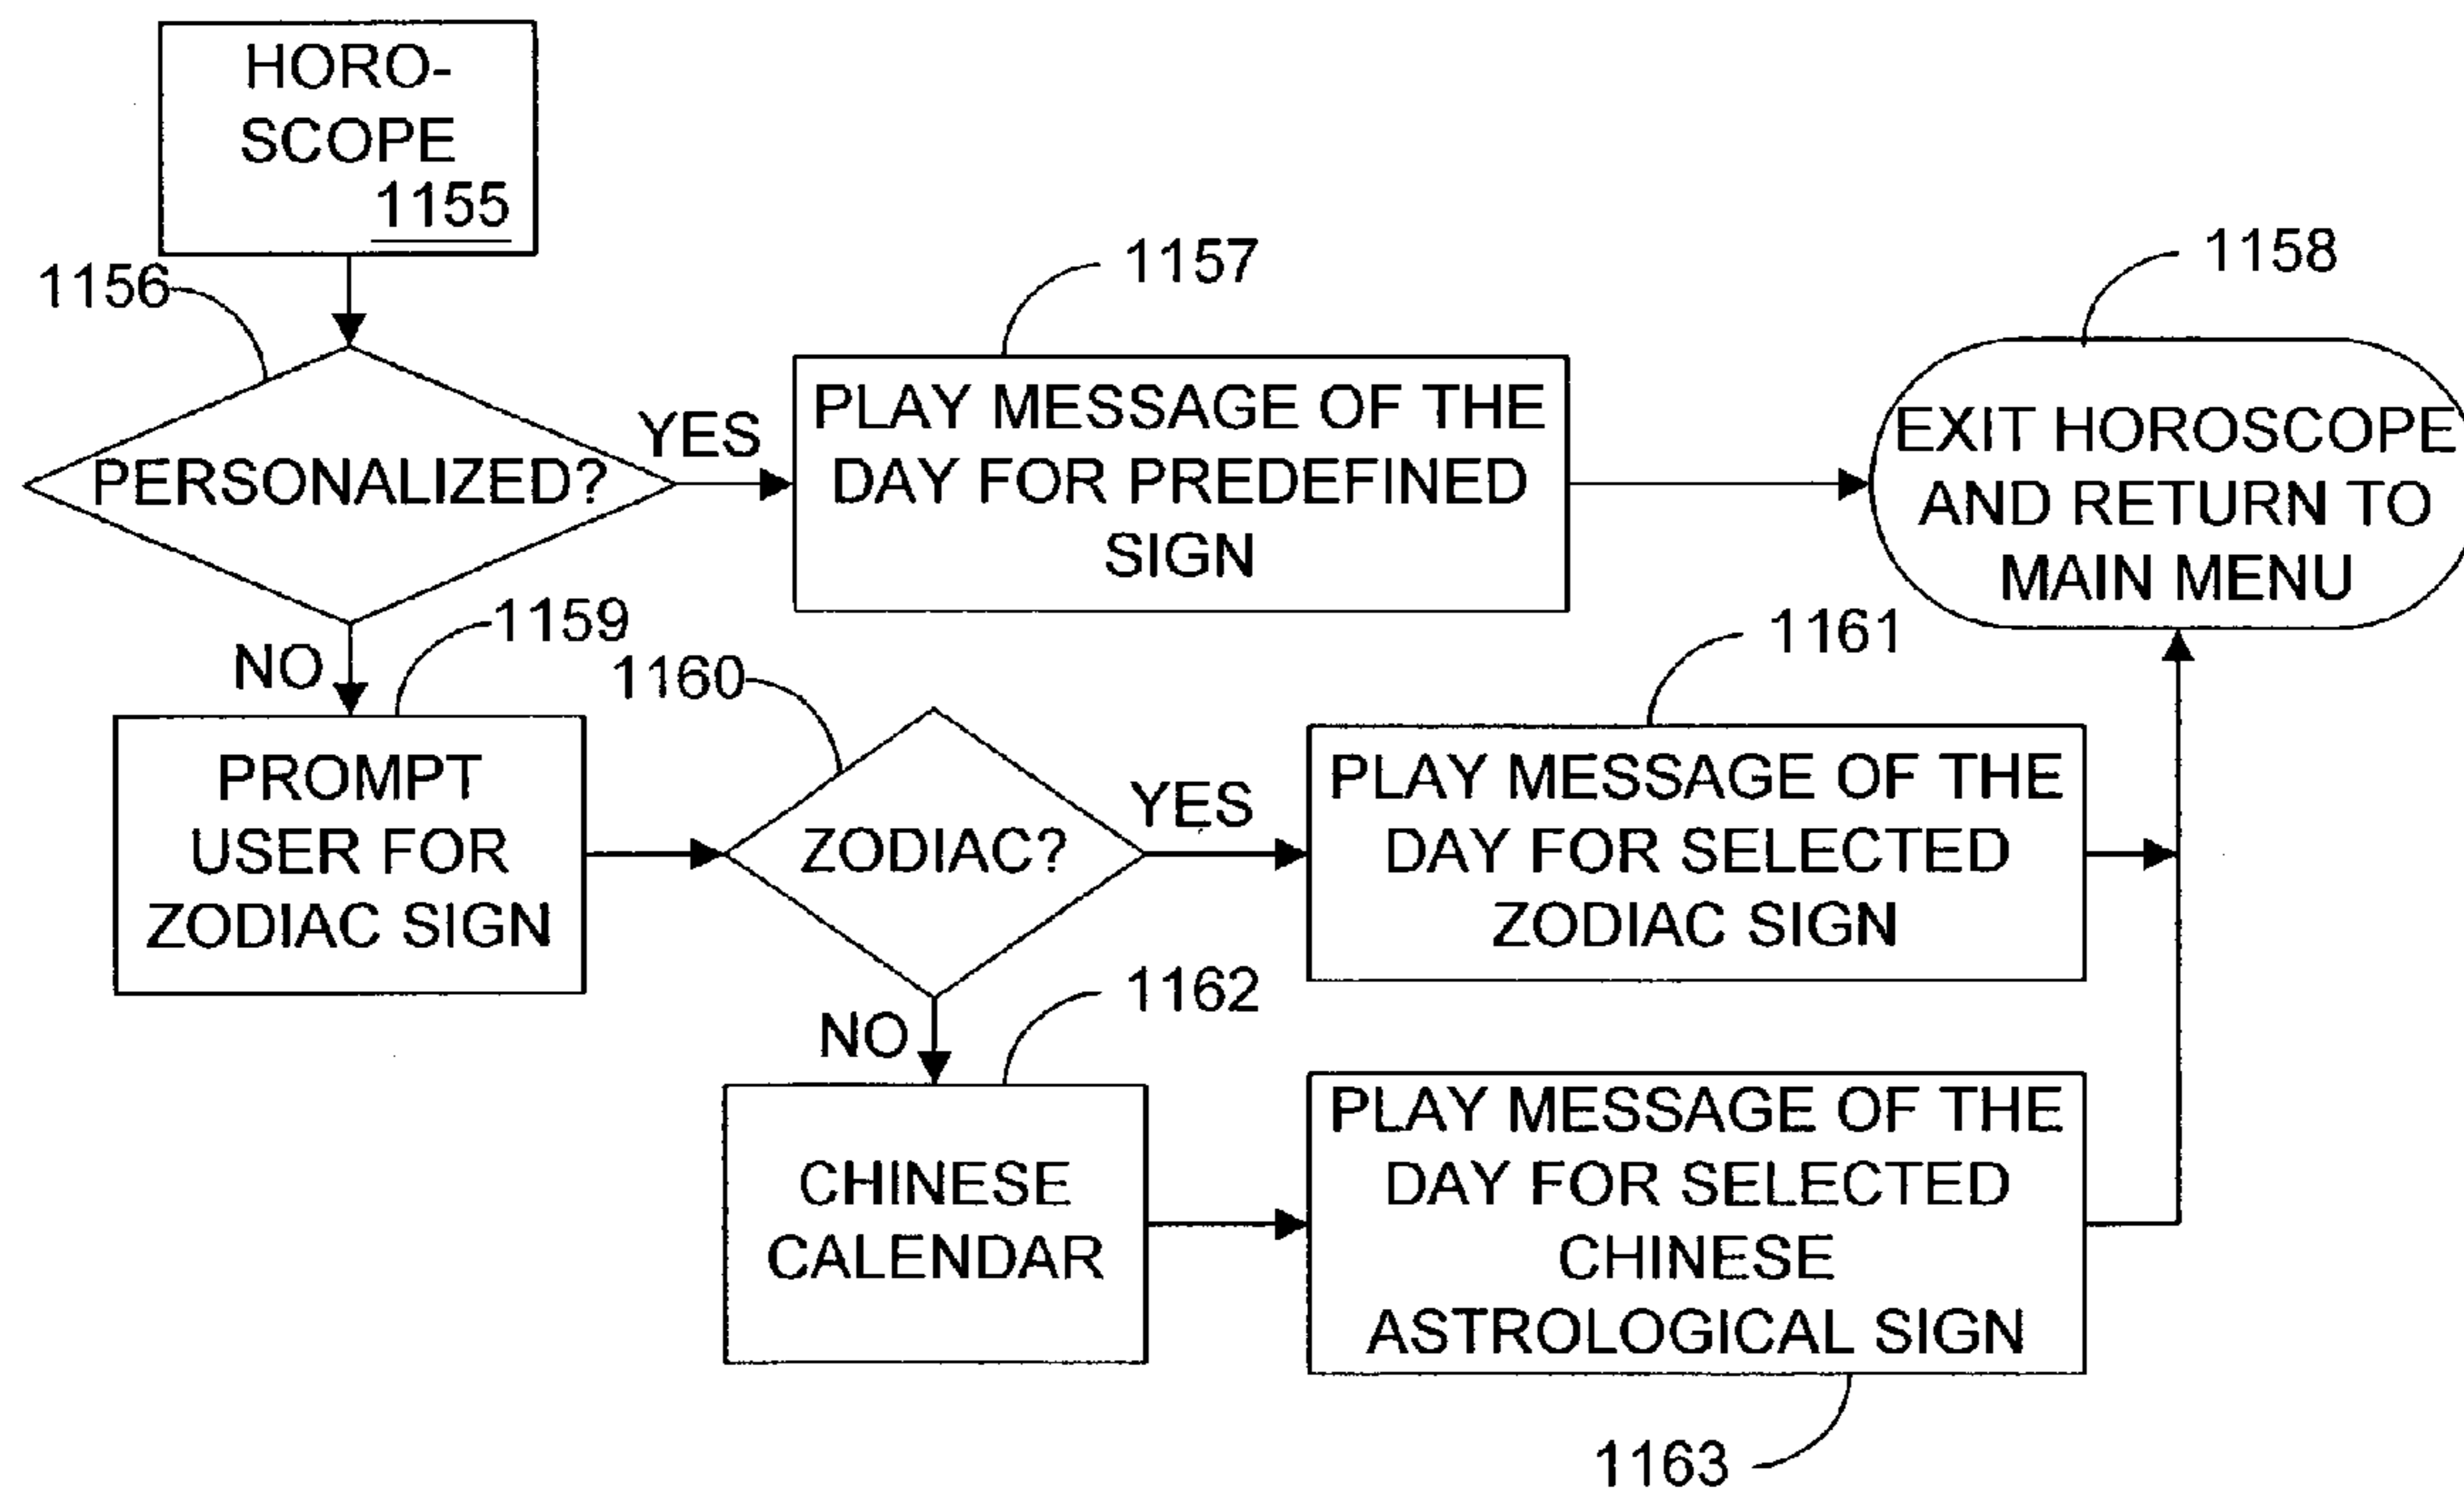 HORO-
SCOPE
1155
1156
PERSONALIZED?
YES
1157
PLAY MESSAGE OF THE
DAY FOR PREDEFINED
SIGN
1158
EXIT HOROSCOPE
AND RETURN TO
MAIN MENU
NO
1159
PROMPT
USER FOR
ZODIAC SIGN
1160
ZODIAC?
YES
1161
PLAY MESSAGE OF THE
DAY FOR SELECTED
ZODIAC SIGN
NO
1162
CHINESE
CALENDAR
PLAY MESSAGE OF THE
DAY FOR SELECTED
CHINESE
ASTROLOGICAL SIGN
1163